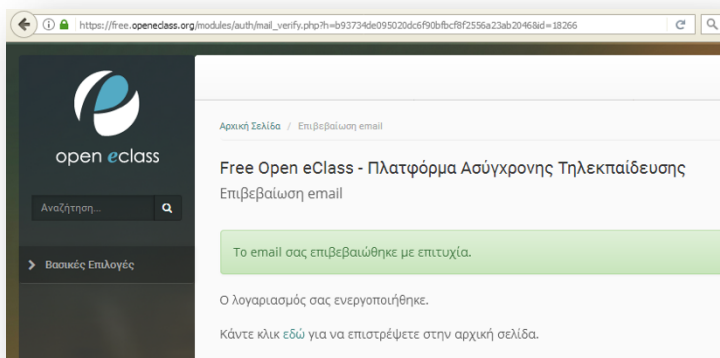 https://free.openeclass.org/modules/auth/mail_verify.php?h=b93734de095020dc6f90bfbcf8f2556a23ab2046&id=18266
open eclass
Αναζήτηση...
Βασικές Επιλογές
Αρχική Σελίδα / Επιβεβαίωση email
Free Open eClass - Πλατφόρμα Ασύγχρονης Τηλεκπαίδευσης
Επιβεβαίωση email
Το email σας επιβεβαιώθηκε με επιτυχία.
Ο λογαριασμός σας ενεργοποιήθηκε.
Κάντε κλικ εδώ για να επιστρέψετε στην αρχική σελίδα.